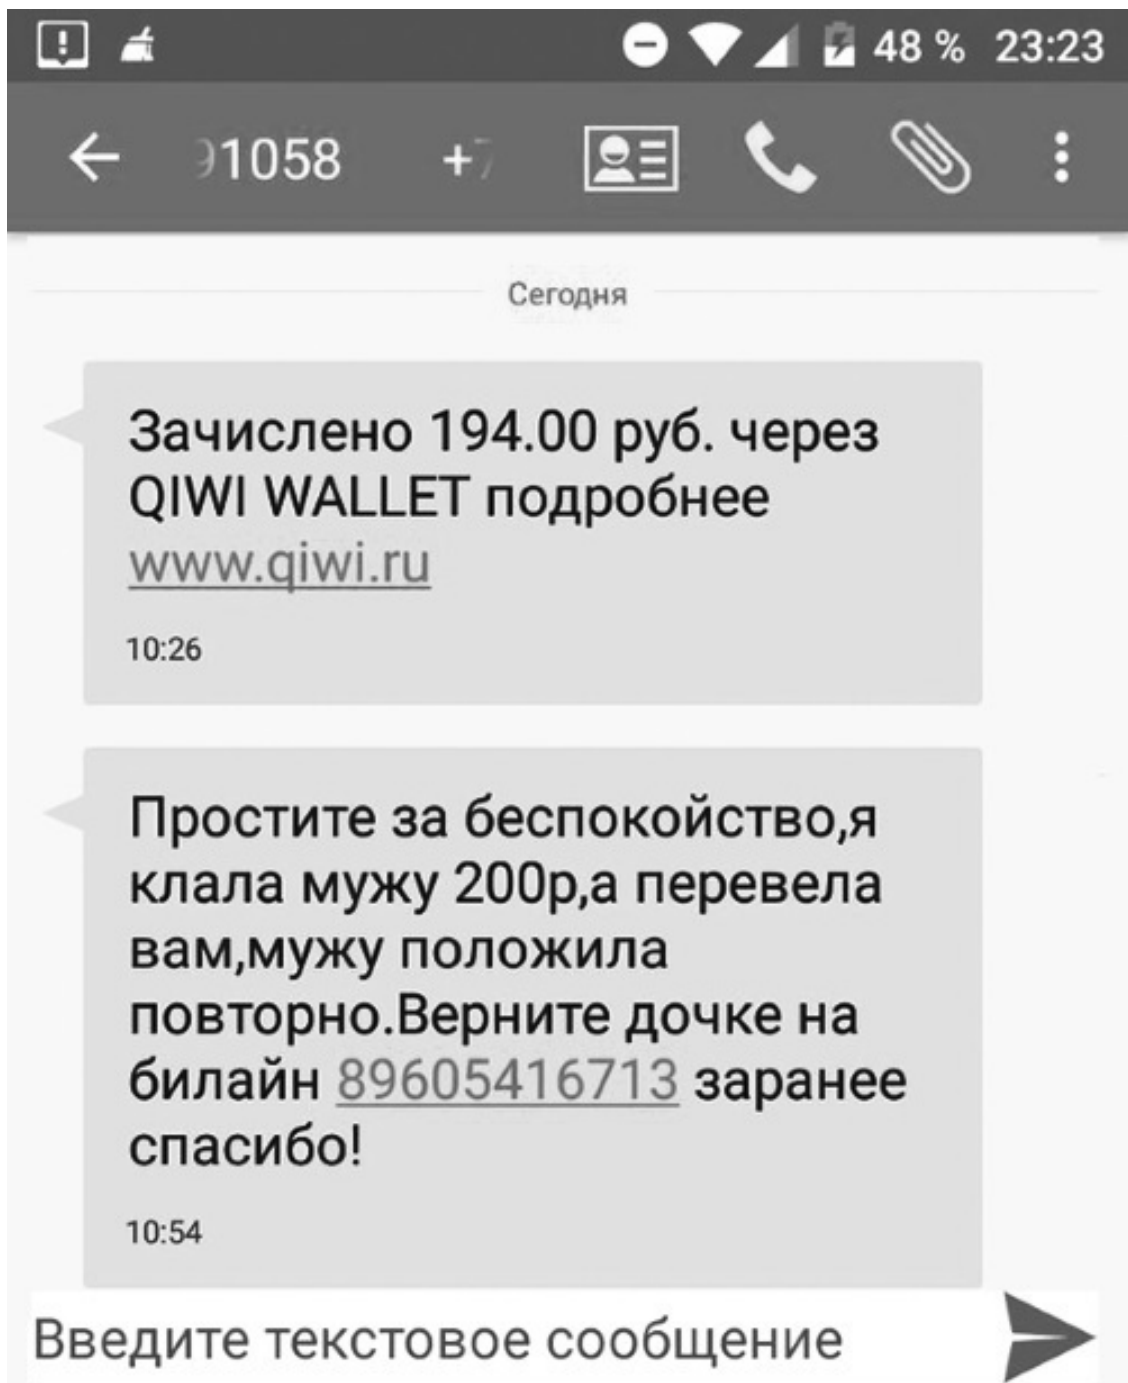 48 % 23:23
91058 +7
Сегодня
Зачислено 194.00 руб. через
QIWI WALLET подробнее
www.qiwi.ru
10:26
Простите за беспокойство,я
клала мужу 200р,а перевела
вам,мужу положила
повторно.Верните дочке на
билайн 89605416713 заранее
спасибо!
10:54
Введите текстовое сообщение